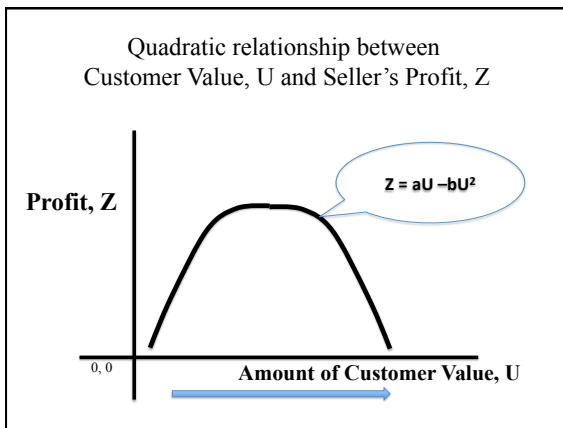 Quadratic relationship between
Customer Value, U and Seller's Profit, Z
Z = aU –bU²
Profit, Z
0, 0
Amount of Customer Value, U